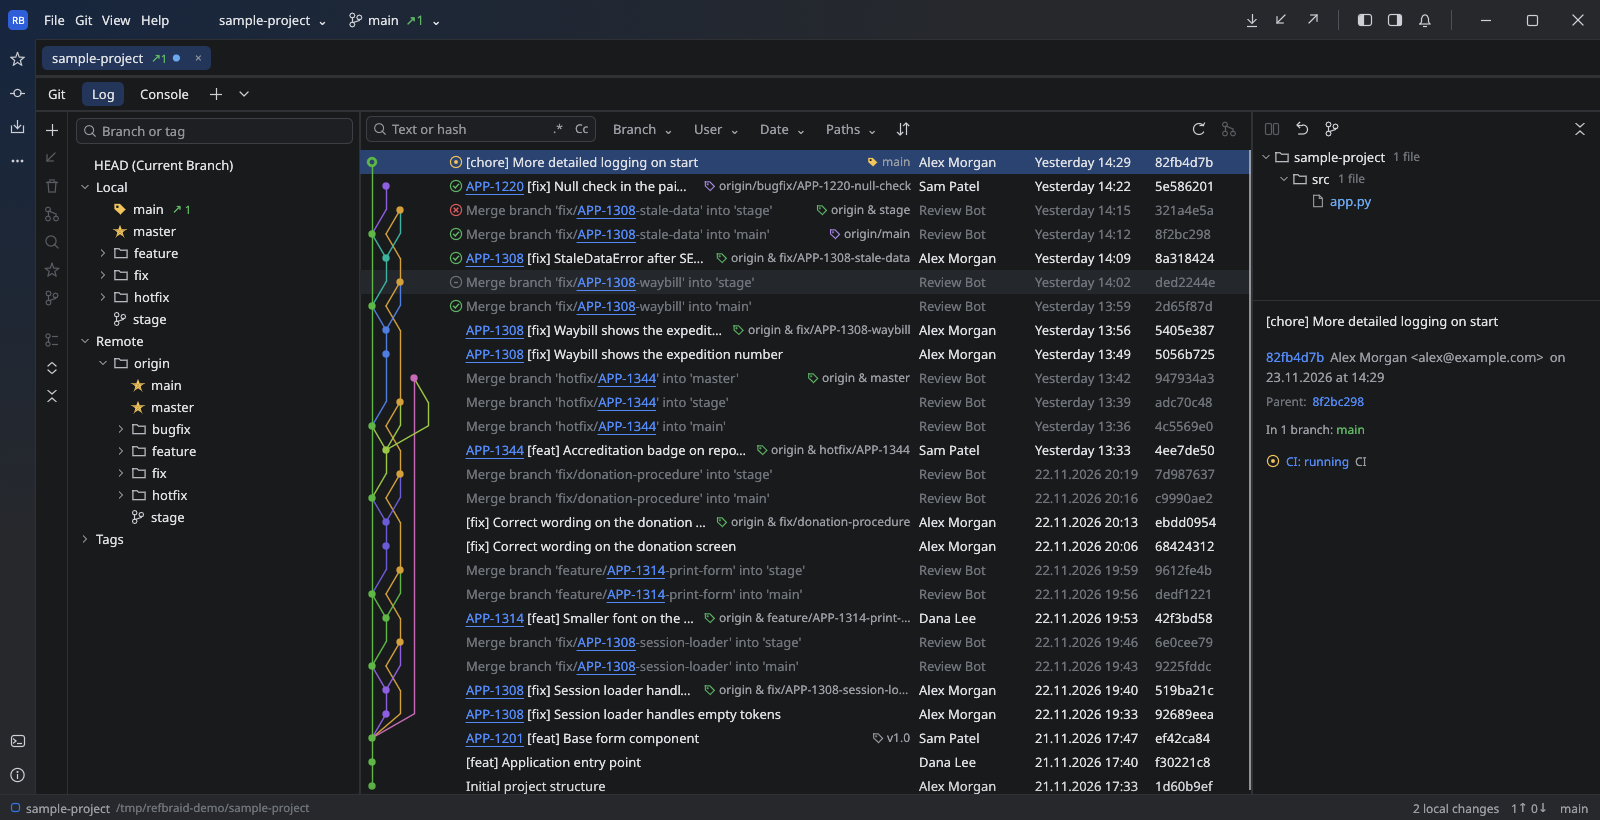 RB File Git View Help sample-project main ↗1
sample-project ↗1 ×
Git Log Console
Branch or tag
HEAD (Current Branch)
Local
main ↗1
master
feature
fix
hotfix
stage
Remote
origin
main
master
bugfix
feature
fix
hotfix
stage
Tags
Text or hash .* Cc Branch User Date Paths
[chore] More detailed logging on start main Alex Morgan Yesterday 14:29 82fb4d7b
APP-1220 [fix] Null check in the pai... origin/bugfix/APP-1220-null-check Sam Patel Yesterday 14:22 5e586201
Merge branch 'fix/APP-1308-stale-data' into 'stage' origin & stage Review Bot Yesterday 14:15 321a4e5a
Merge branch 'fix/APP-1308-stale-data' into 'main' origin/main Review Bot Yesterday 14:12 8f2bc298
APP-1308 [fix] StaleDataError after SE... origin & fix/APP-1308-stale-data Alex Morgan Yesterday 14:09 8a318424
Merge branch 'fix/APP-1308-waybill' into 'stage' Review Bot Yesterday 14:02 ded2244e
Merge branch 'fix/APP-1308-waybill' into 'main' Review Bot Yesterday 13:59 2d65f87d
APP-1308 [fix] Waybill shows the expedit... origin & fix/APP-1308-waybill Alex Morgan Yesterday 13:56 5405e387
APP-1308 [fix] Waybill shows the expedition number Alex Morgan Yesterday 13:49 5056b725
Merge branch 'hotfix/APP-1344' into 'master' origin & master Review Bot Yesterday 13:42 947934a3
Merge branch 'hotfix/APP-1344' into 'stage' Review Bot Yesterday 13:39 adc70c48
Merge branch 'hotfix/APP-1344' into 'main' Review Bot Yesterday 13:36 4c5569e0
APP-1344 [feat] Accreditation badge on repo... origin & hotfix/APP-1344 Sam Patel Yesterday 13:33 4ee7de50
Merge branch 'fix/donation-procedure' into 'stage' Review Bot 22.11.2026 20:19 7d987637
Merge branch 'fix/donation-procedure' into 'main' Review Bot 22.11.2026 20:16 c9990ae2
[fix] Correct wording on the donation ... origin & fix/donation-procedure Alex Morgan 22.11.2026 20:13 ebdd0954
[fix] Correct wording on the donation screen Alex Morgan 22.11.2026 20:06 68424312
Merge branch 'feature/APP-1314-print-form' into 'stage' Review Bot 22.11.2026 19:59 9612fe4b
Merge branch 'feature/APP-1314-print-form' into 'main' Review Bot 22.11.2026 19:56 dedf1221
APP-1314 [feat] Smaller font on the ... origin & feature/APP-1314-print-... Dana Lee 22.11.2026 19:53 42f3bd58
Merge branch 'fix/APP-1308-session-loader' into 'stage' Review Bot 22.11.2026 19:46 6e0cee79
Merge branch 'fix/APP-1308-session-loader' into 'main' Review Bot 22.11.2026 19:43 9225fddc
APP-1308 [fix] Session loader handl... origin & fix/APP-1308-session-lo... Alex Morgan 22.11.2026 19:40 519ba21c
APP-1308 [fix] Session loader handles empty tokens Alex Morgan 22.11.2026 19:33 92689eea
APP-1201 [feat] Base form component v1.0 Sam Patel 21.11.2026 17:47 ef42ca84
[feat] Application entry point Dana Lee 21.11.2026 17:40 f30221c8
Initial project structure Alex Morgan 21.11.2026 17:33 1d60b9ef
sample-project 1 file
src 1 file
app.py
[chore] More detailed logging on start
82fb4d7b Alex Morgan <alex@example.com> on
23.11.2026 at 14:29
Parent: 8f2bc298
In 1 branch: main
CI: running CI
sample-project /tmp/refbraid-demo/sample-project 2 local changes 1↑ 0↓ main